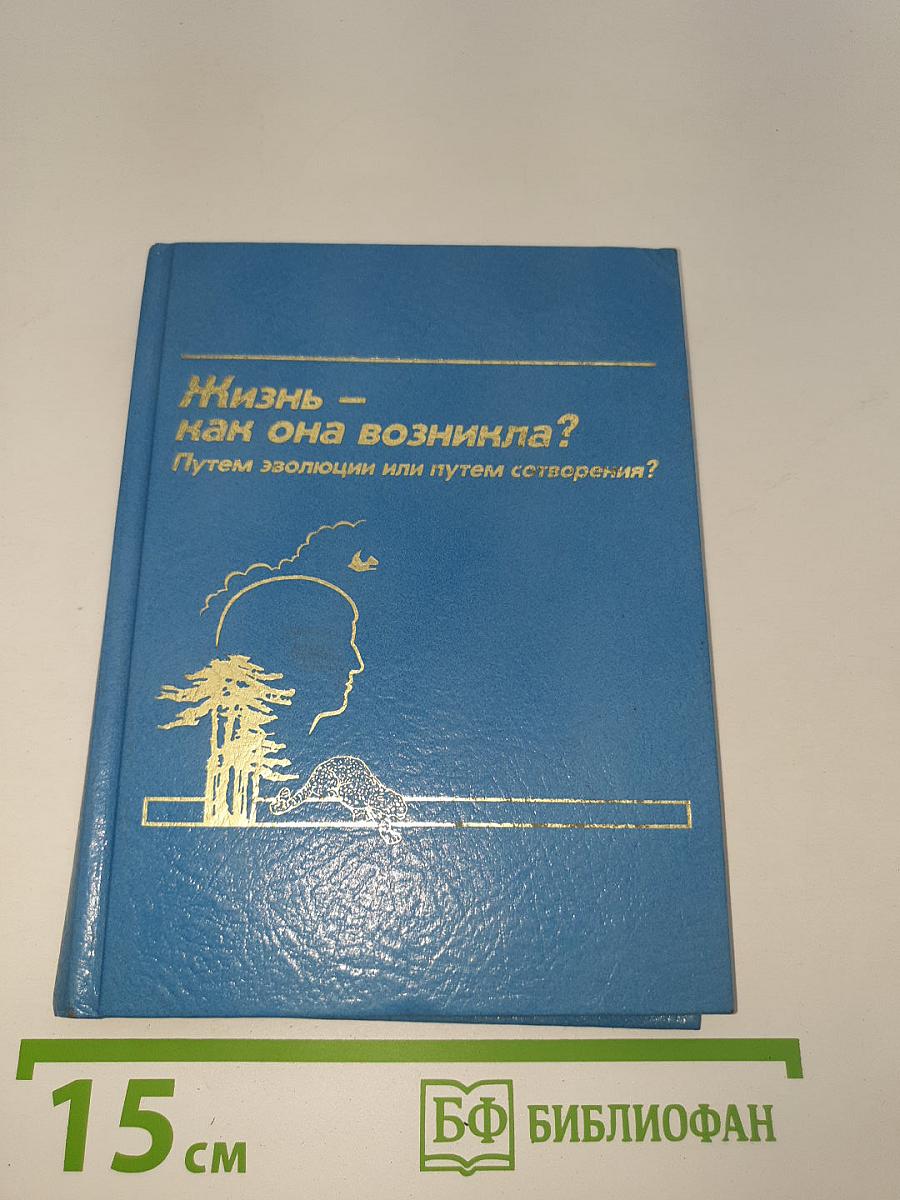 Жизнь –
как она возникла?
Путем эволюции или путем сотворения?
15 см
БФ БИБЛИОФАН